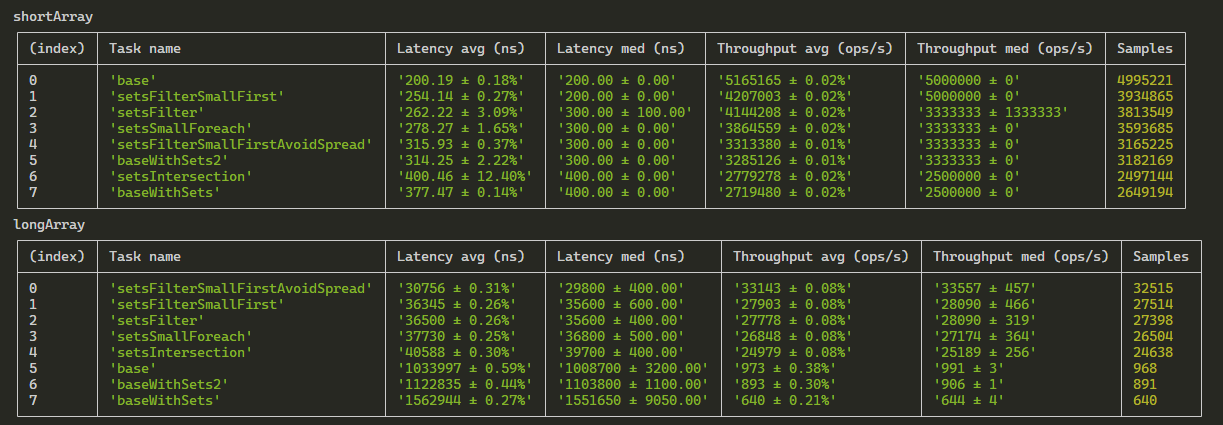 shortArray
(index) Task name Latency avg (ns) Latency med (ns) Throughput avg (ops/s) Throughput med (ops/s) Samples
0 'base' '200.19 ± 0.18%' '200.00 ± 0.00' '5165165 ± 0.02%' '5000000 ± 0' 4995221
1 'setsFilterSmallFirst' '254.14 ± 0.27%' '200.00 ± 0.00' '4207003 ± 0.02%' '5000000 ± 0' 3934865
2 'setsFilter' '262.22 ± 3.09%' '300.00 ± 100.00' '4144208 ± 0.02%' '3333333 ± 1333333' 3813549
3 'setsSmallForeach' '278.27 ± 1.65%' '300.00 ± 0.00' '3864559 ± 0.02%' '3333333 ± 0' 3593685
4 'setsFilterSmallFirstAvoidSpread' '315.93 ± 0.37%' '300.00 ± 0.00' '3313380 ± 0.01%' '3333333 ± 0' 3165225
5 'baseWithSets2' '314.25 ± 2.22%' '300.00 ± 0.00' '3285126 ± 0.01%' '3333333 ± 0' 3182169
6 'setsIntersection' '400.46 ± 12.40%' '400.00 ± 0.00' '2779278 ± 0.02%' '2500000 ± 0' 2497144
7 'baseWithSets' '377.47 ± 0.14%' '400.00 ± 0.00' '2719480 ± 0.02%' '2500000 ± 0' 2649194
longArray
(index) Task name Latency avg (ns) Latency med (ns) Throughput avg (ops/s) Throughput med (ops/s) Samples
0 'setsFilterSmallFirstAvoidSpread' '30756 ± 0.31%' '29800 ± 400.00' '33143 ± 0.08%' '33557 ± 457' 32515
1 'setsFilterSmallFirst' '36345 ± 0.26%' '35600 ± 600.00' '27903 ± 0.08%' '28090 ± 466' 27514
2 'setsFilter' '36500 ± 0.26%' '35600 ± 400.00' '27778 ± 0.08%' '28090 ± 319' 27398
3 'setsSmallForeach' '37730 ± 0.25%' '36800 ± 500.00' '26848 ± 0.08%' '27174 ± 364' 26504
4 'setsIntersection' '40588 ± 0.30%' '39700 ± 400.00' '24979 ± 0.08%' '25189 ± 256' 24638
5 'base' '1033997 ± 0.59%' '1008700 ± 3200.00' '973 ± 0.38%' '991 ± 3' 968
6 'baseWithSets2' '1122835 ± 0.44%' '1103800 ± 1100.00' '893 ± 0.30%' '906 ± 1' 891
7 'baseWithSets' '1562944 ± 0.27%' '1551650 ± 9050.00' '640 ± 0.21%' '644 ± 4' 640